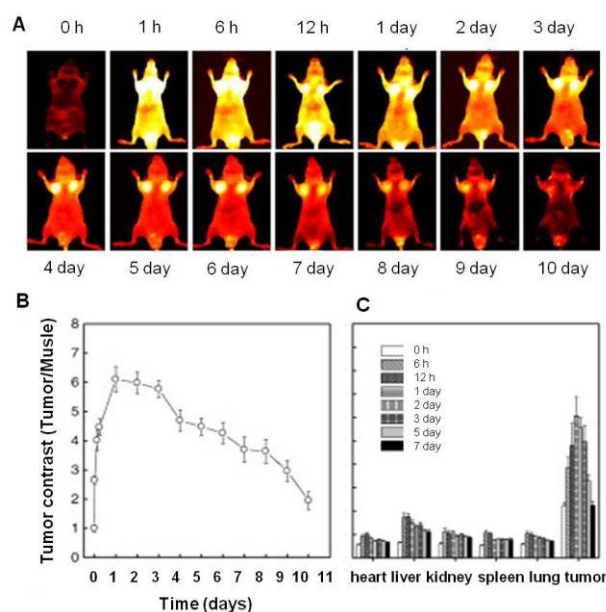 A
0 h 1 h 6 h 12 h 1 day 2 day 3 day
4 day 5 day 6 day 7 day 8 day 9 day 10 day
B
Tumor contrast (Tumor/Musle)
8
7
6
5
4
3
2
1
0
0 1 2 3 4 5 6 7 8 9 10 11
Time (days)
C
0 h
6 h
12 h
1 day
2 day
3 day
5 day
7 day
heart liver kidney spleen lung tumor